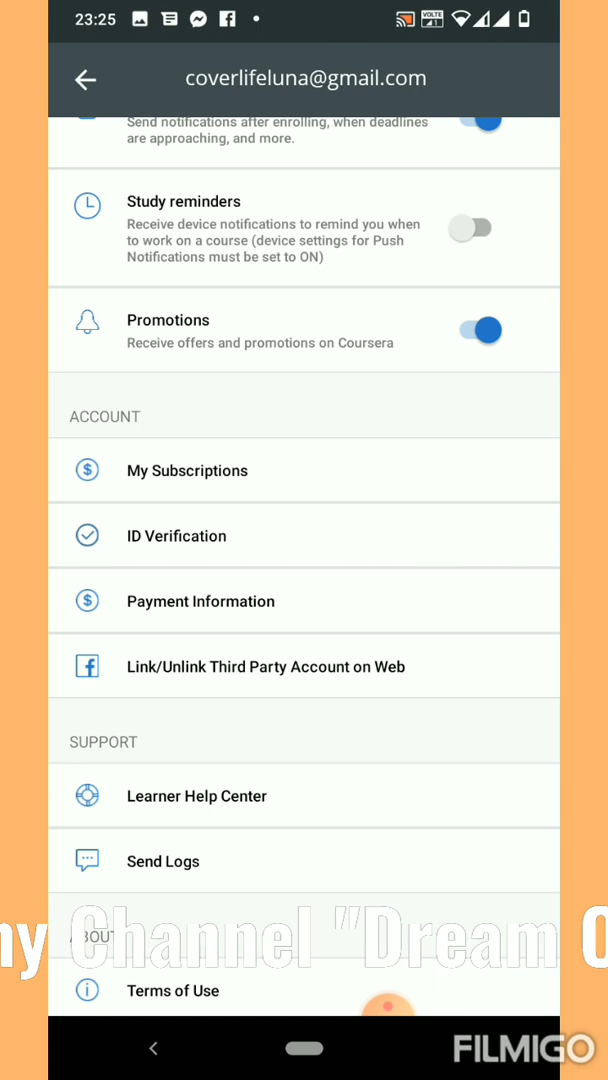 23:25
VOLTE
1
coverlifeluna@gmail.com
Send notifications after enrolling, when deadlines
are approaching, and more.
Study reminders
Receive device notifications to remind you when
to work on a course (device settings for Push
Notifications must be set to ON)
Promotions
Receive offers and promotions on Coursera
ACCOUNT
My Subscriptions
ID Verification
Payment Information
Link/Unlink Third Party Account on Web
SUPPORT
Learner Help Center
Send Logs
my Channel "Dream
ABOUT
Terms of Use
FILMIGO